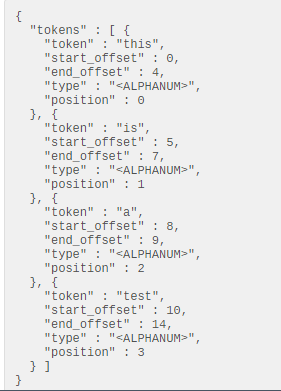 {
  "tokens" : [ {
    "token" : "this",
    "start_offset" : 0,
    "end_offset" : 4,
    "type" : "<ALPHANUM>",
    "position" : 0
  }, {
    "token" : "is",
    "start_offset" : 5,
    "end_offset" : 7,
    "type" : "<ALPHANUM>",
    "position" : 1
  }, {
    "token" : "a",
    "start_offset" : 8,
    "end_offset" : 9,
    "type" : "<ALPHANUM>",
    "position" : 2
  }, {
    "token" : "test",
    "start_offset" : 10,
    "end_offset" : 14,
    "type" : "<ALPHANUM>",
    "position" : 3
  } ]
}